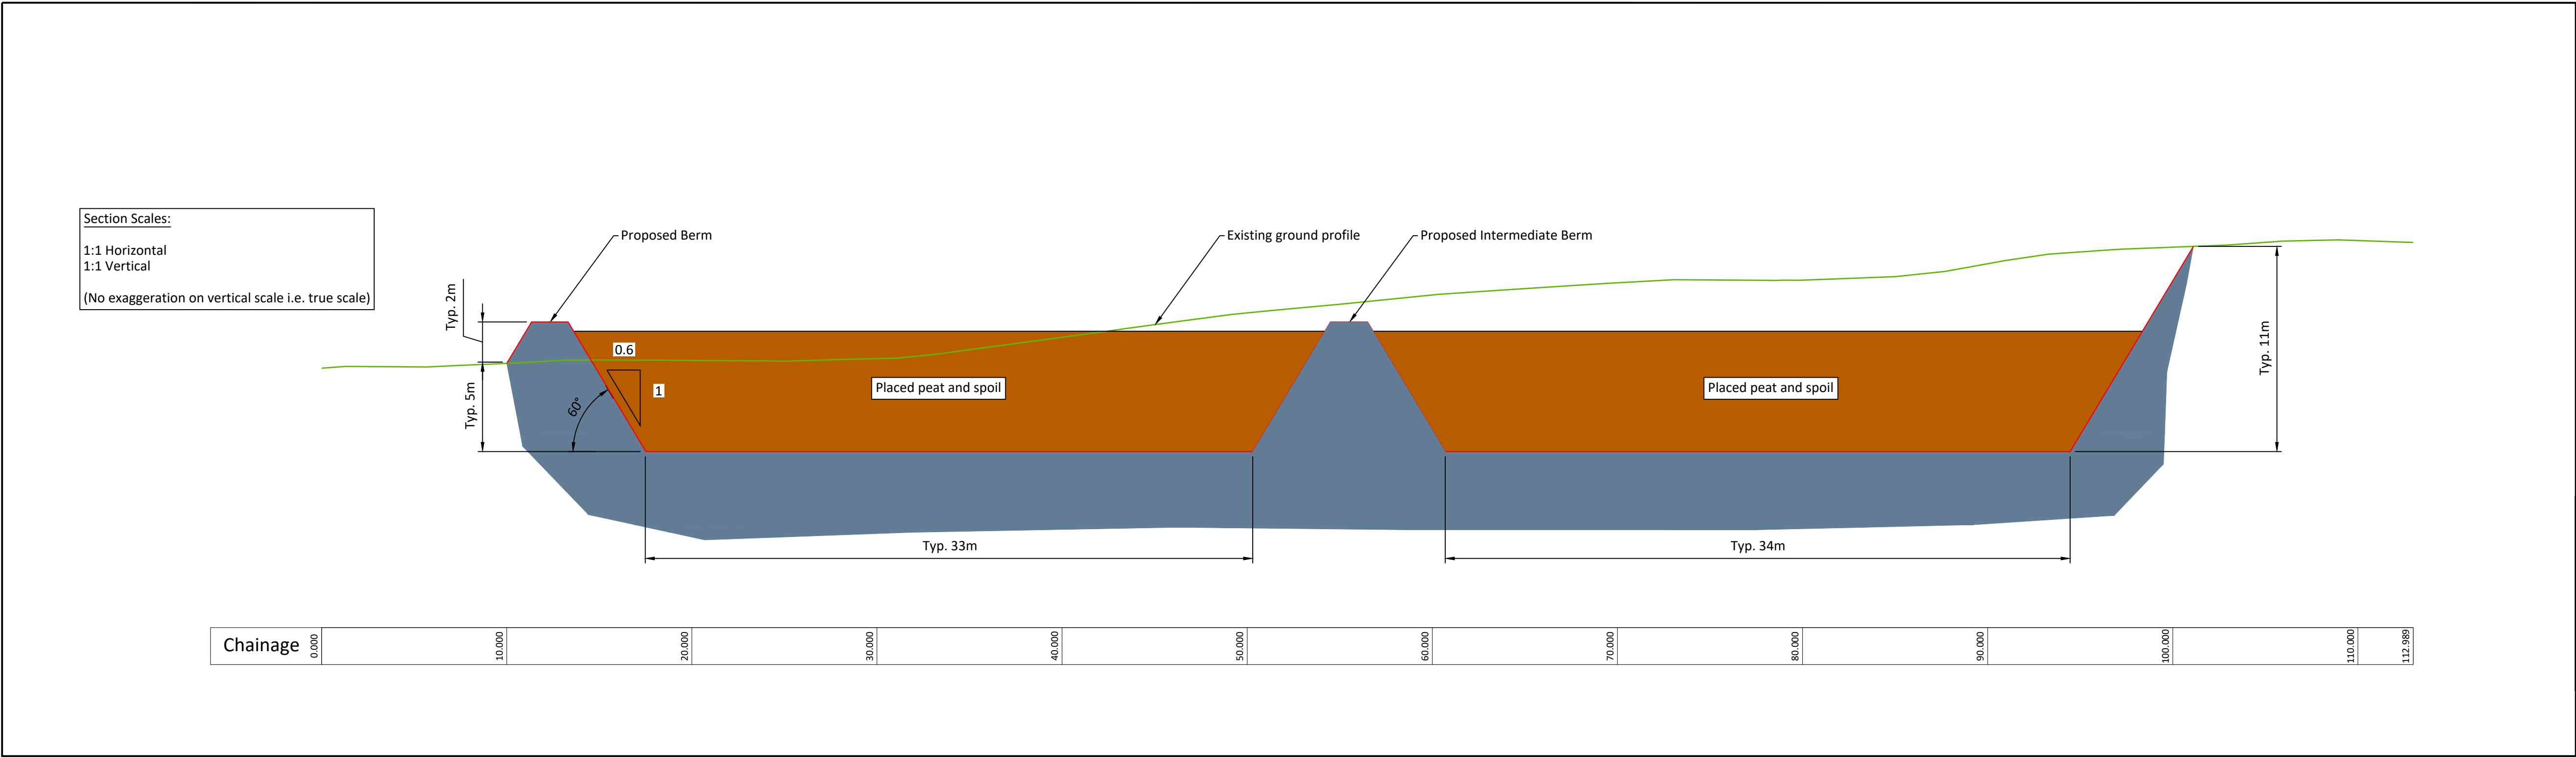 Section Scales:
1:1 Horizontal
1:1 Vertical
(No exaggeration on vertical scale i.e. true scale)
Proposed Berm
Existing ground profile
Proposed Intermediate Berm
Typ. 2m
Typ. 5m
0.6
1
60°
Placed peat and spoil
Placed peat and spoil
Typ. 11m
Typ. 33m
Typ. 34m
Chainage
0.000
10.000
20.000
30.000
40.000
50.000
60.000
70.000
80.000
90.000
100.000
110.000
112.989